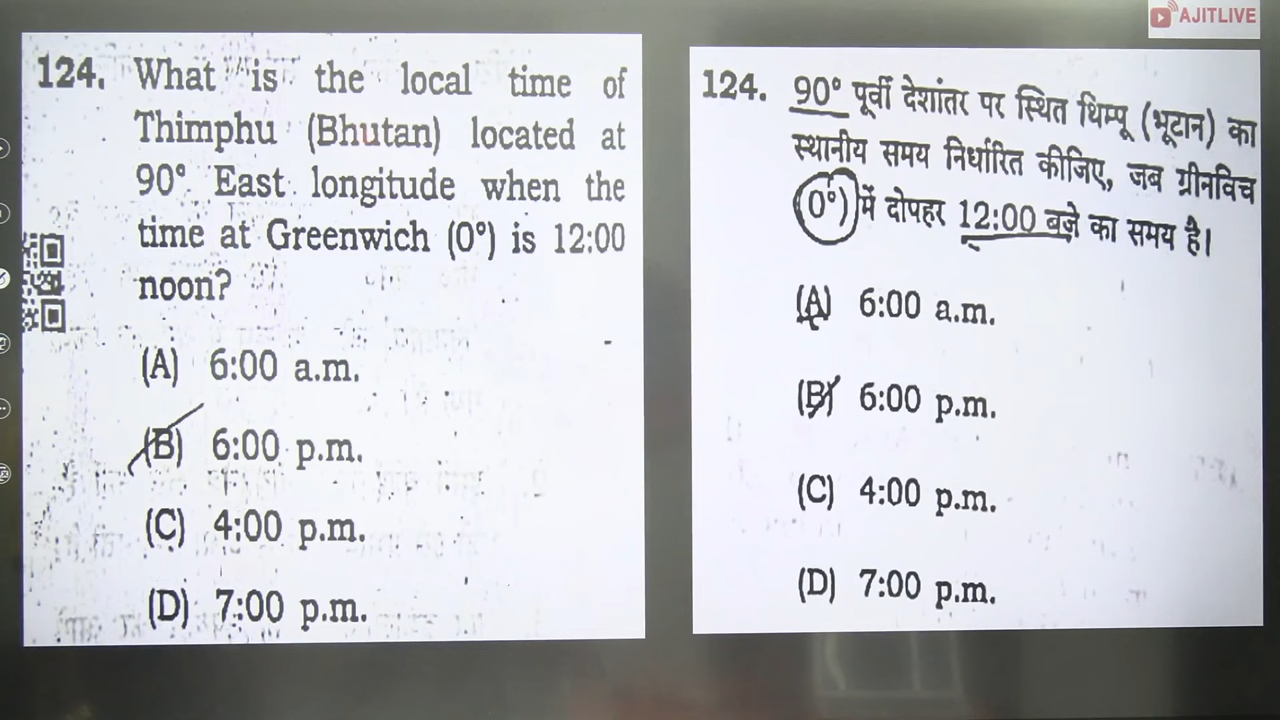 AJITLIVE
124. What is the local time of
Thimphu (Bhutan) located at
90° East longitude when the
time at Greenwich (0°) is 12:00
noon?
(A) 6:00 a.m.
(B) 6:00 p.m.
(C) 4:00 p.m.
(D) 7:00 p.m.
124. 90° पूर्वी देशांतर पर स्थित थिम्पू (भूटान) का
स्थानीय समय निर्धारित कीजिए, जब ग्रीनविच
(0°) में दोपहर 12:00 बजे का समय है।
(A) 6:00 a.m.
(B) 6:00 p.m.
(C) 4:00 p.m.
(D) 7:00 p.m.